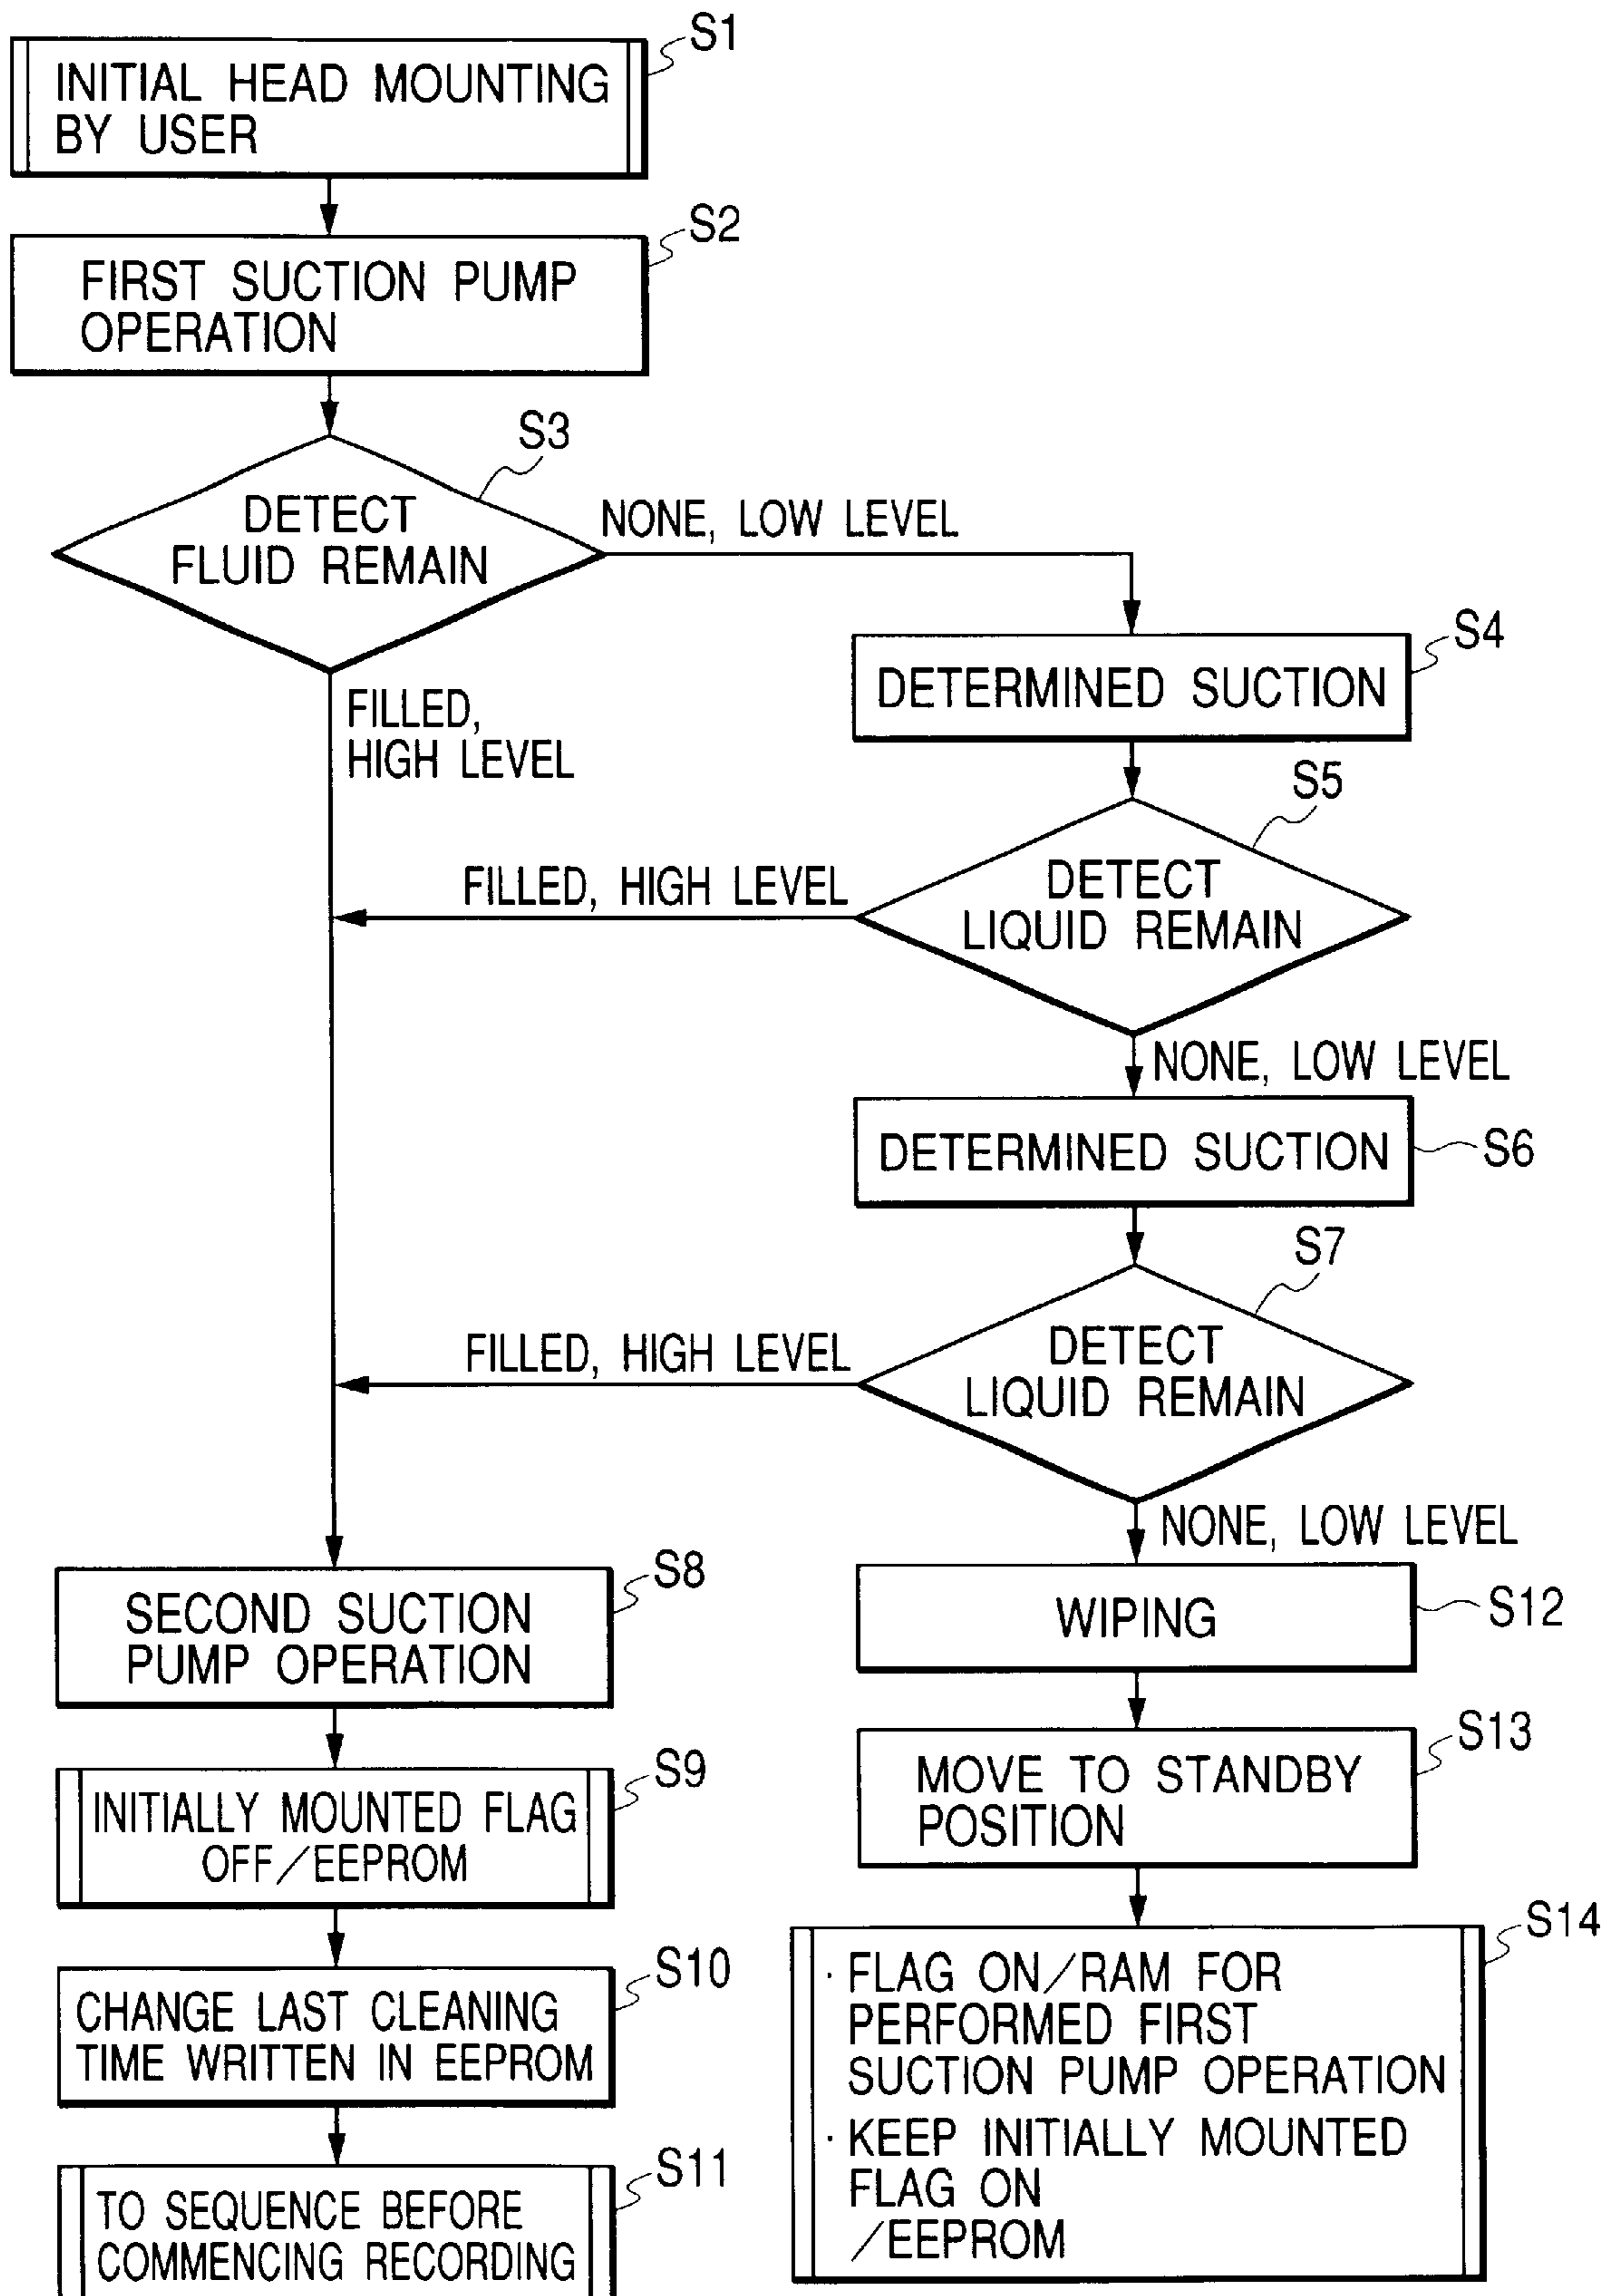 S1
INITIAL HEAD MOUNTING
BY USER
S2
FIRST SUCTION PUMP
OPERATION
S3
DETECT
FLUID REMAIN
NONE, LOW LEVEL
FILLED,
HIGH LEVEL
S4
DETERMINED SUCTION
S5
DETECT
LIQUID REMAIN
FILLED, HIGH LEVEL
NONE, LOW LEVEL
DETERMINED SUCTION
S6
S7
DETECT
LIQUID REMAIN
FILLED, HIGH LEVEL
NONE, LOW LEVEL
S8
SECOND SUCTION
PUMP OPERATION
S9
INITIALLY MOUNTED FLAG
OFF/EEPROM
S10
CHANGE LAST CLEANING
TIME WRITTEN IN EEPROM
S11
TO SEQUENCE BEFORE
COMMENCING RECORDING
WIPING
S12
S13
MOVE TO STANDBY
POSITION
S14
· FLAG ON/RAM FOR
PERFORMED FIRST
SUCTION PUMP OPERATION
· KEEP INITIALLY MOUNTED
FLAG ON
/EEPROM